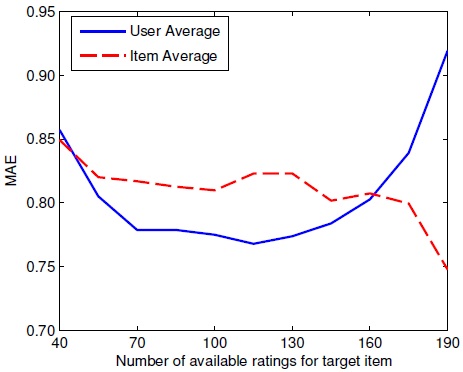 0.95
0.90
0.85
0.80
0.75
0.70
MAE
User Average
Item Average
40 70 100 130 160 190
Number of available ratings for target item